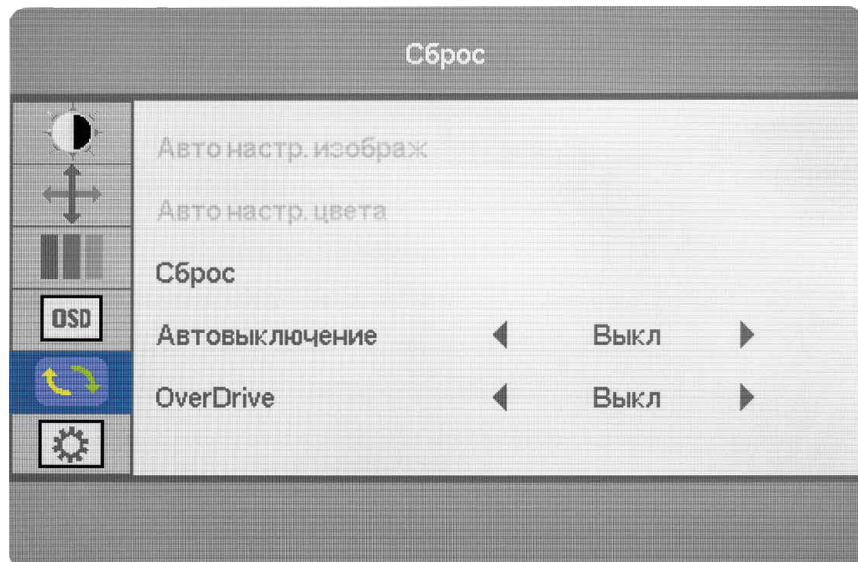 Сброс
Авто настр. изображ
Авто настр. цвета
Сброс
OSD
Автовыключение Выкл
OverDrive Выкл